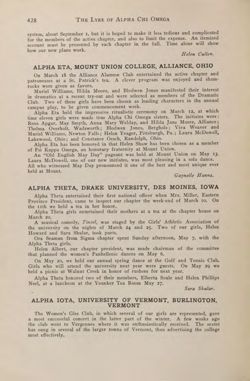 428 THE LYRE OF ALPHA CHI OMEGA
system, about September 1, but it is hoped to make it less tedious and complicated
for the members of the active chapter, and also to limit the expense. An itemized
account must be presented by each chapter in the fall. Time alone will show
how our new plans work.
Helen Cullen.
ALPHA ETA, MOUNT UNION COLLEGE, ALLIANCE, OHIO
On March 18 the Alliance Alumnæ Club entertained the active chapter and
patronesses at a St. Patrick's tea. A clever program was enjoyed and tham-
rocks were given as favors.
Muriel Williams, Hilda Moore, and Hudson Jones manifested their interest
in dramatics at a recent try-out and were selected as members of the Dramatic
Club. Two of these girls have been chosen as leading characters in the annual
campus play, to be given commencement week.
Alpha Eta held the impressive ritualistic ceremony on March 12, at which
time eleven girls were made true Alpha Chi Omega sisters. The initiates were:
Rena Apgar, May Smyth, Anna Mary Welday, and Hilda Jane Moore, Alliance;
Thelma Overholt, Wadsworth; Hudson Jones, Bergholz; Viva Weaver and
Muriel Williams, Newton Falls; Helen Yeager, Pittsburgh, Pa.; Laura McDowell,
Lakewood, Ohio; and Constance Loop, Randolph, Ohio.
Alpha Eta has been honored in that Helen Shaw has been chosen as a member
of Psi Kappa Omega, an honorary fraternity at Mount Union.
An "Old English May Day" pageant was held at Mount Union on May 13.
Laura McDowell, one of our new initiates, was most pleasing in a solo dance.
All who witnessed May Day pronounced it one of the best and most unique ever
held at Mount.
Gaynelle Hanna.
ALPHA THETA, DRAKE UNIVERSITY, DES MOINES, IOWA
Alpha Theta entertained their first national officer when Mrs. Miller, Eastern
Province President, came to inspect our chapter the week-end of March 10. On
the 11th we held a tea in her honor.
Alpha Theta girls entertained their mothers at a tea at the chapter house on
March 20.
A musical comedy, was staged by the Girls' Athletic Association of
the university on the nights of March 24 and 25. Two of our girls, Helen
Howard and Sara Shular, took parts.
Ora Seaman from Sigma chapter spent Sunday afternoon, May 7, with the
Alpha Theta girls.
Helen Albert, our chapter president, was made chairman of the committee
that planned the women's Panhellenic dances on May 6.
On May 20, we held our annual spring dance at the Golf and Tennis Club.
Girls who will attend the university next year were guests. On May 29 we
held a picnic at Walnut Creek in honor of rushees for next year.
Alpha Theta honored two of their members, Elberta Soale and Helen Phillips
Neel, at a luncheon at the Younker Tea Room May 27.
Sara Shular.
ALPHA IOTA, UNIVERSITY OF VERMONT, BURLINGTON,
VERMONT
The Women's Glee Club, in which several of our girls are represented, gave
a most successful concert in the latter part of the winter. A few weeks ago
the club went to Vergennes where it was enthusiastically received. The sextet
has sung in several of the larger towns of Vermont, thus advertising the college
most effectively.